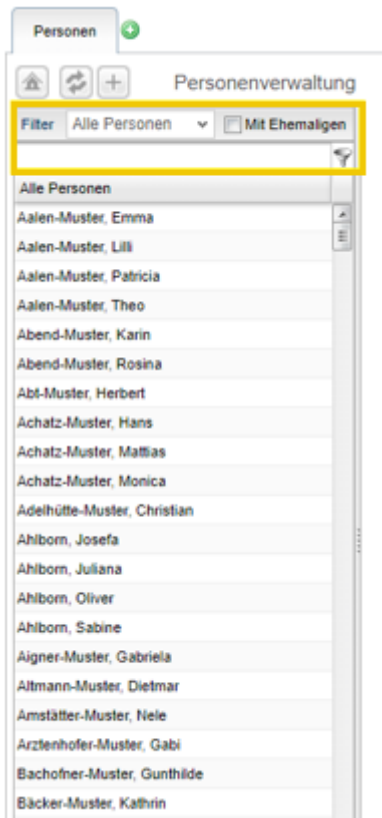 Personen
Personenverwaltung
Filter Alle Personen Mit Ehemaligen
Alle Personen
Aalen-Muster, Emma
Aalen-Muster, Lilli
Aalen-Muster, Patricia
Aalen-Muster, Theo
Abend-Muster, Karin
Abend-Muster, Rosina
Abt-Muster, Herbert
Achatz-Muster, Hans
Achatz-Muster, Mattias
Achatz-Muster, Monica
Adelhütte-Muster, Christian
Ahlborn, Josefa
Ahlborn, Juliana
Ahlborn, Oliver
Ahlborn, Sabine
Aigner-Muster, Gabriela
Altmann-Muster, Dietmar
Amstätter-Muster, Nele
Arztenhofer-Muster, Gabi
Bachofner-Muster, Gunthilde
Bäcker-Muster, Kathrin